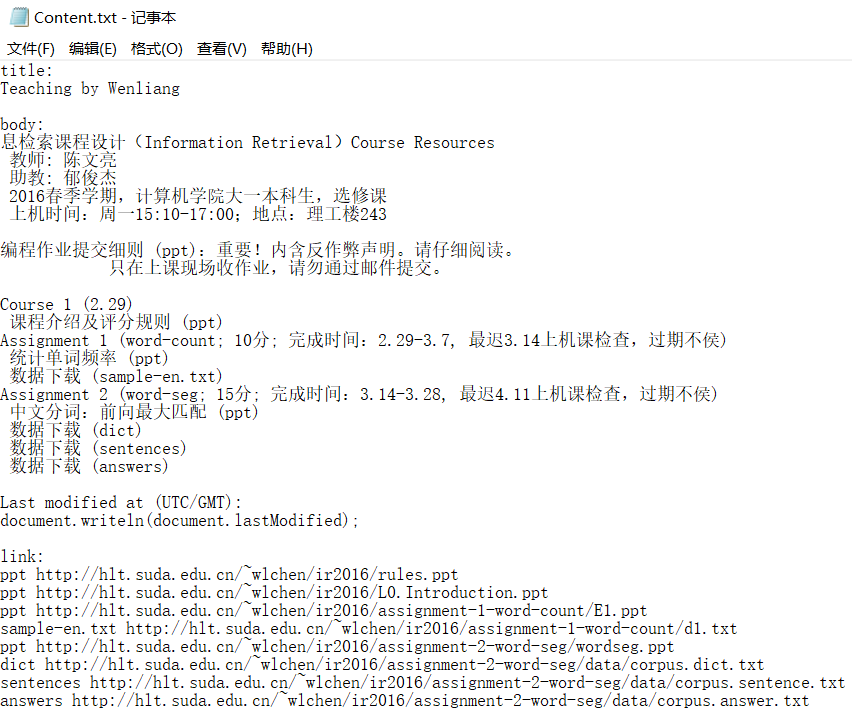 Content.txt - 记事本
文件(F) 编辑(E) 格式(O) 查看(V) 帮助(H)
title:
Teaching by Wenliang
body:
息检索课程设计（Information Retrieval）Course Resources
教师: 陈文亮
助教: 郁俊杰
2016春季学期，计算机学院大一本科生，选修课
上机时间：周一15:10-17:00；地点：理工楼243
编程作业提交细则 (ppt)：重要！内含反作弊声明。请仔细阅读。
只在上课现场收作业，请勿通过邮件提交。
Course 1 (2.29)
课程介绍及评分规则 (ppt)
Assignment 1 (word-count; 10分; 完成时间：2.29-3.7, 最迟3.14上机课检查，过期不侯)
统计单词频率 (ppt)
数据下载 (sample-en.txt)
Assignment 2 (word-seg; 15分; 完成时间：3.14-3.28, 最迟4.11上机课检查，过期不侯)
中文分词：前向最大匹配 (ppt)
数据下载 (dict)
数据下载 (sentences)
数据下载 (answers)
Last modified at (UTC/GMT):
document.writeln(document.lastModified);
link:
ppt http://hlt.suda.edu.cn/~wlchen/ir2016/rules.ppt
ppt http://hlt.suda.edu.cn/~wlchen/ir2016/L0.Introduction.ppt
ppt http://hlt.suda.edu.cn/~wlchen/ir2016/assignment-1-word-count/E1.ppt
sample-en.txt http://hlt.suda.edu.cn/~wlchen/ir2016/assignment-1-word-count/d1.txt
ppt http://hlt.suda.edu.cn/~wlchen/ir2016/assignment-2-word-seg/wordseg.ppt
dict http://hlt.suda.edu.cn/~wlchen/ir2016/assignment-2-word-seg/data/corpus.dict.txt
sentences http://hlt.suda.edu.cn/~wlchen/ir2016/assignment-2-word-seg/data/corpus.sentence.txt
answers http://hlt.suda.edu.cn/~wlchen/ir2016/assignment-2-word-seg/data/corpus.answer.txt